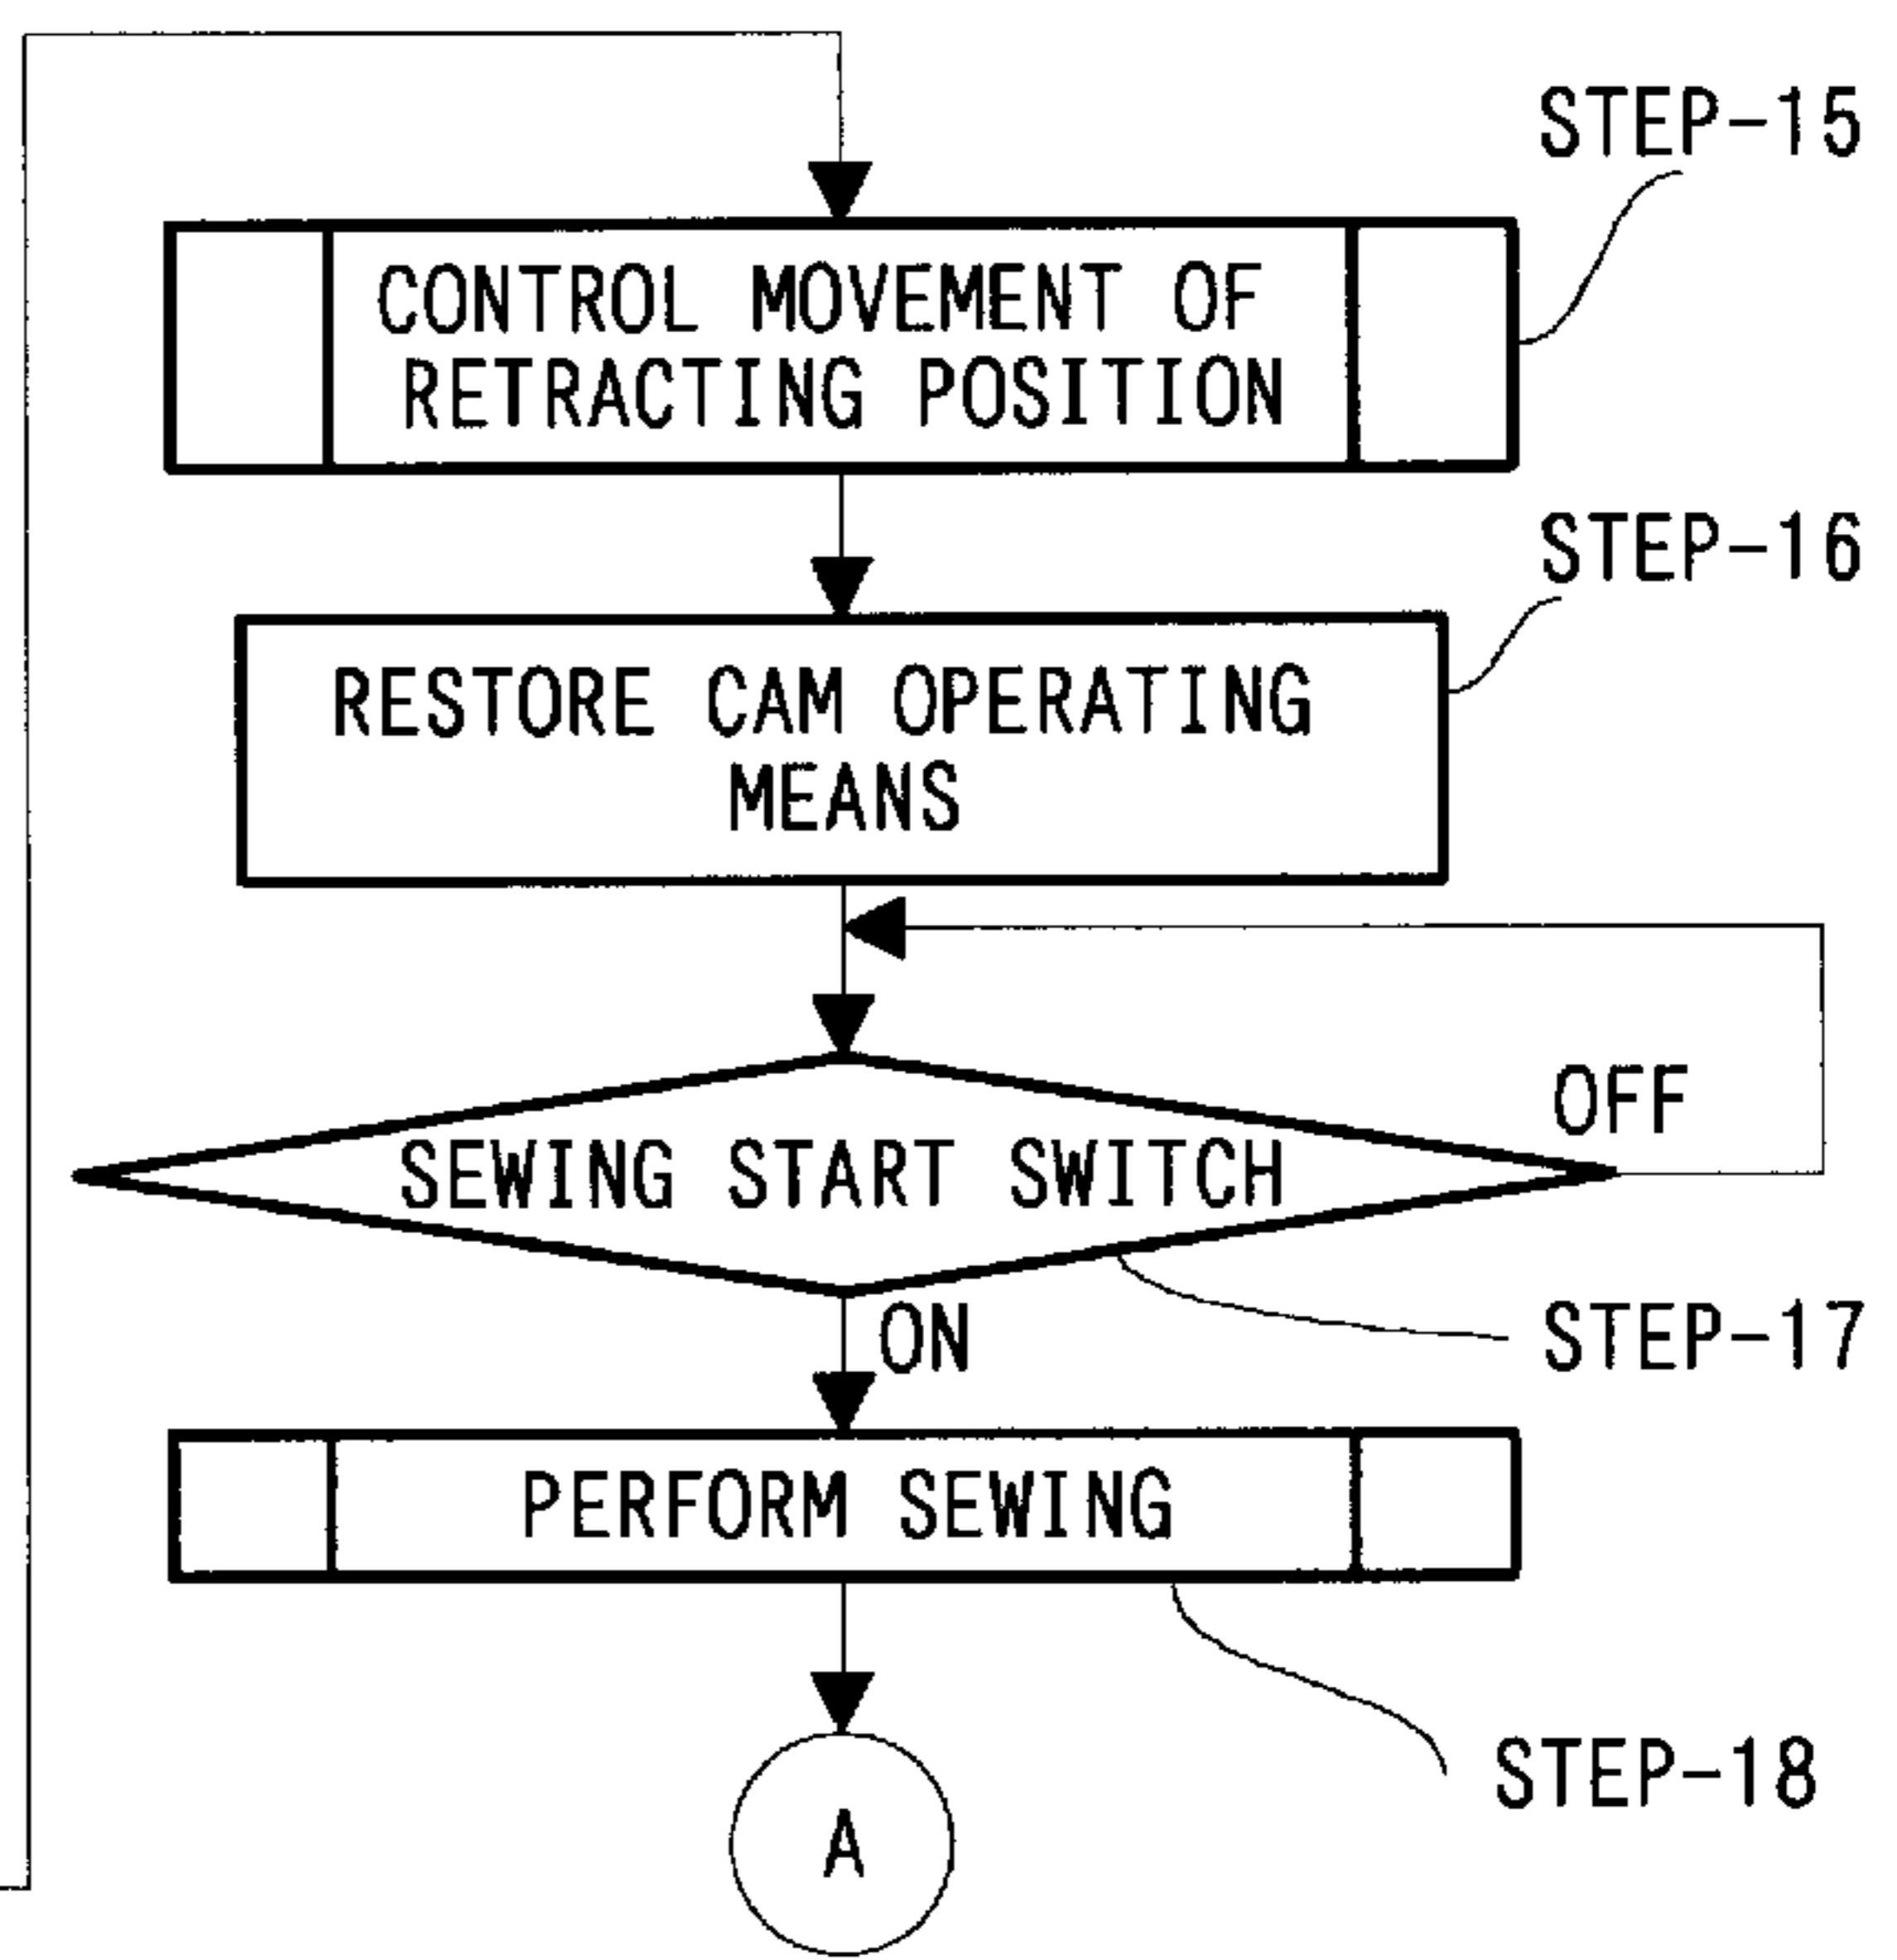 STEP-15
CONTROL MOVEMENT OF
RETRACTING POSITION
STEP-16
RESTORE CAM OPERATING
MEANS
OFF
SEWING START SWITCH
ON
STEP-17
PERFORM SEWING
STEP-18
A